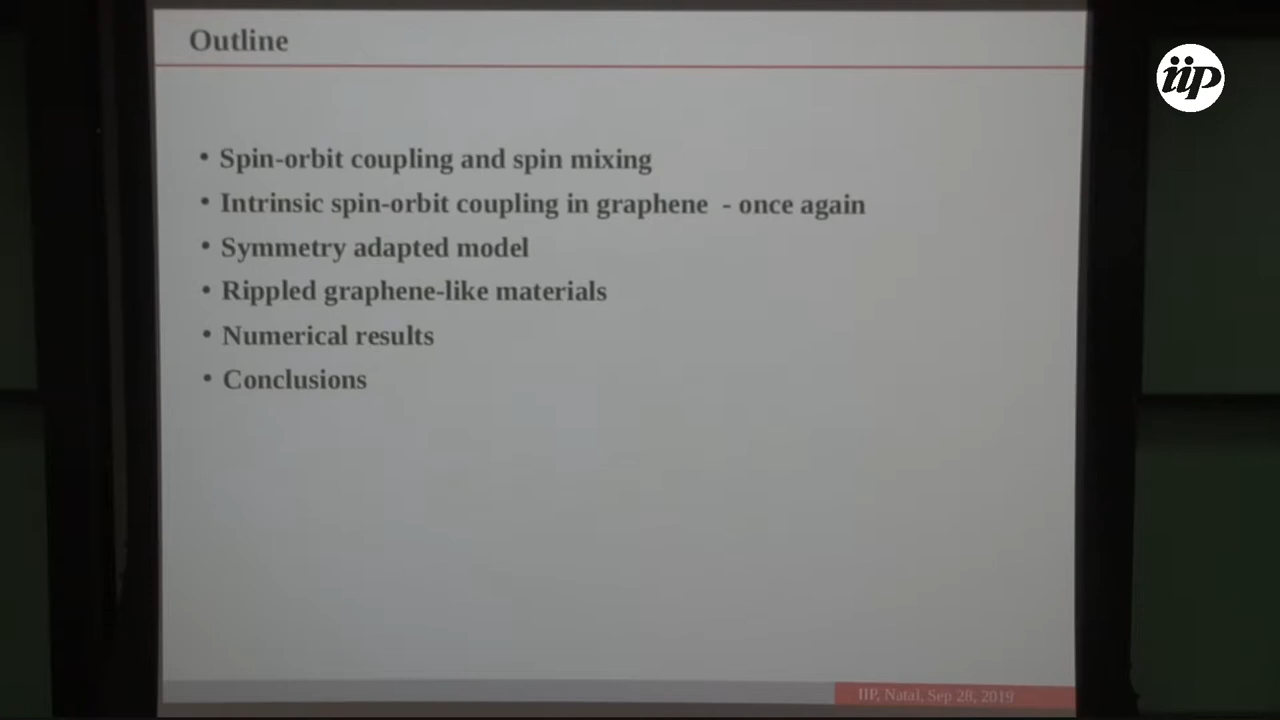 Outline
iip
• Spin-orbit coupling and spin mixing
• Intrinsic spin-orbit coupling in graphene - once again
• Symmetry adapted model
• Rippled graphene-like materials
• Numerical results
• Conclusions
IIP, Natal, Sep 28, 2019